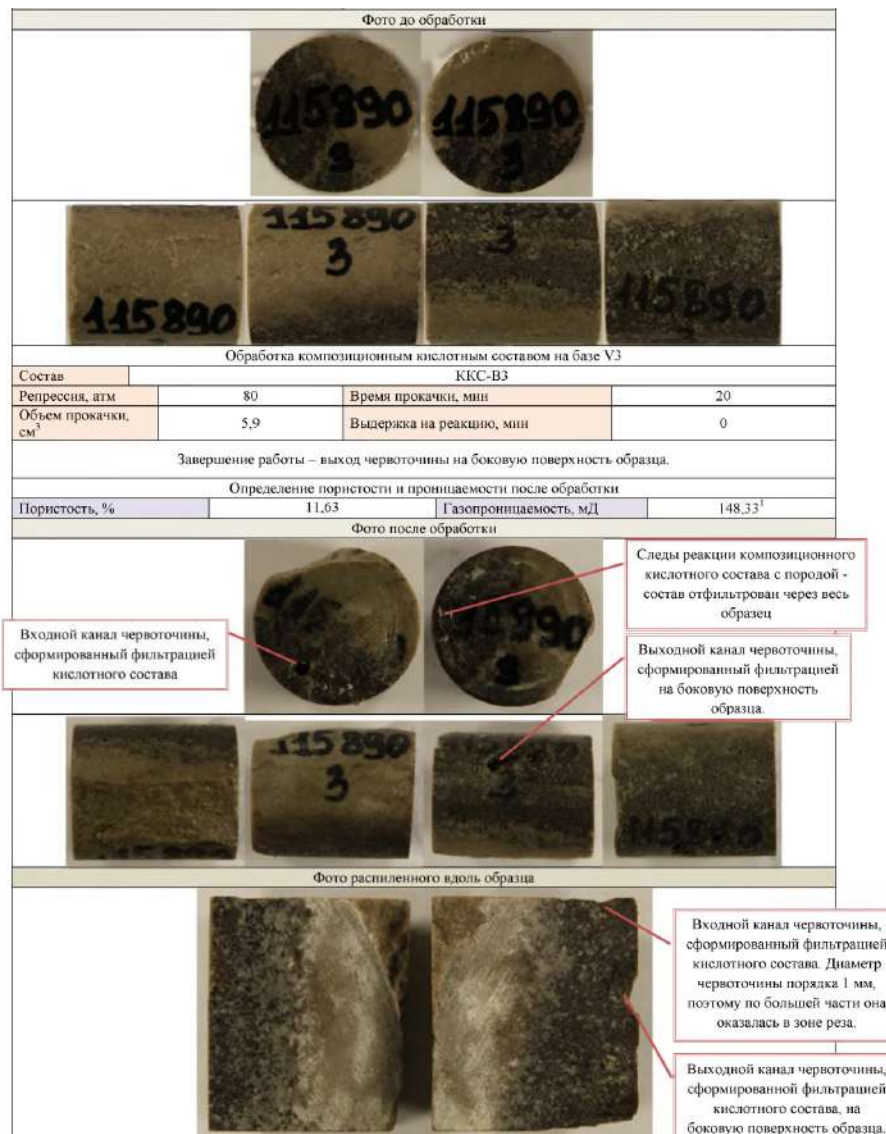 Фото до обработки
115890
3
115890
3
115890
115890
3
3
115890
Обработка композиционным кислотным составом на базе V3
Состав ККС-В3
Репрессия, атм 80 Время прокачки, мин 20
Объем прокачки, см³ 5,9 Выдержка на реакцию, мин 0
Завершение работы – выход червоточины на боковую поверхность образца.
Определение пористости и проницаемости после обработки
Пористость, % 11,63 Газопроницаемость, мД 148,33¹
Фото после обработки
Следы реакции композиционного
кислотного состава с породой -
состав отфильтрован через весь
образец
Входной канал червоточины,
сформированный фильтрацией
кислотного состава
Выходной канал червоточины,
сформированный фильтрацией
на боковую поверхность
образца.
3
115890
3
3
Фото распиленного вдоль образца
Входной канал червоточины,
сформированный фильтрацией
кислотного состава. Диаметр
червоточины порядка 1 мм,
поэтому по большей части она
оказалась в зоне реза.
Выходной канал червоточины,
сформированной фильтрацией
кислотного состава, на
боковую поверхность образца.